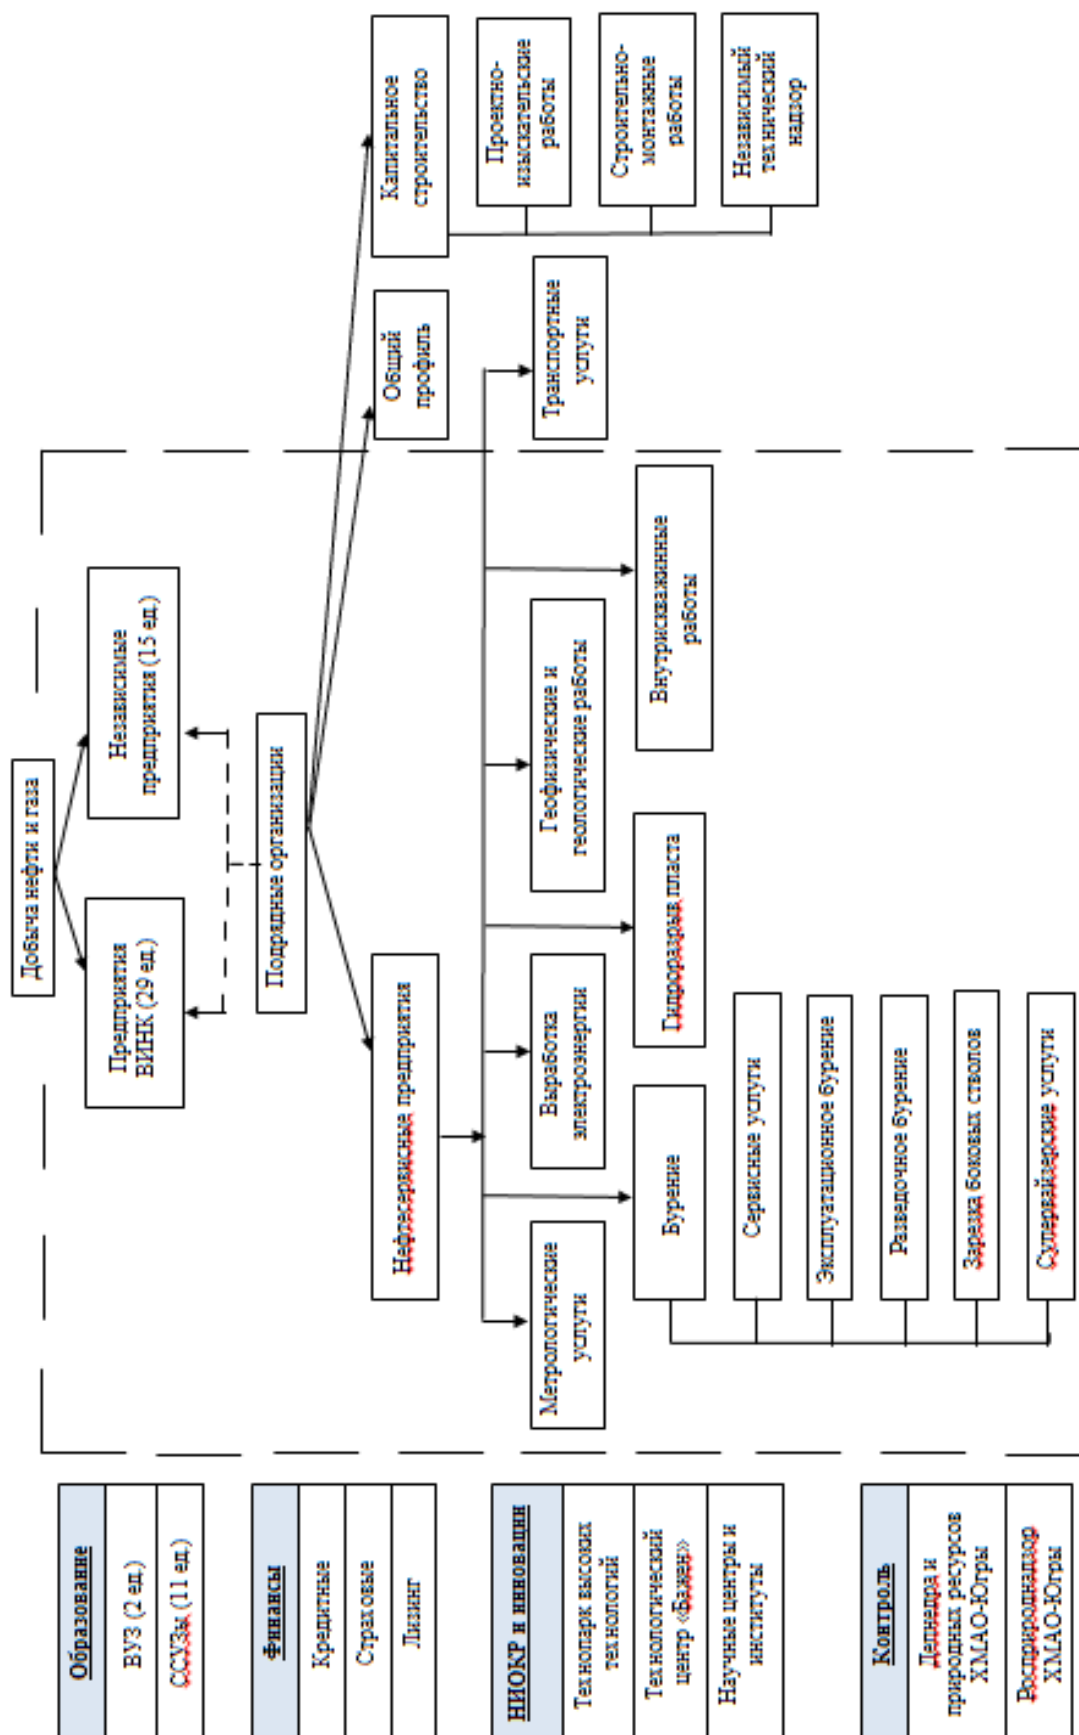 Добыча нефти и газа
Предприятия
ВИНК (29 ед.)
Независимые
предприятия (15 ед.)
Подрядные организации
Нефтесервисные предприятия
Общий
профиль
Капитальное
строительство
Проектно-
изыскательские
работы
Строительно-
монтажные
работы
Независимый
технический
надзор
Метрологические
услуги
Выработка
электроэнергии
Геофизические и
геологические работы
Транспортные
услуги
Бурение
Гидроразрыв пласта
Внутрискважинные
работы
Сервисные услуги
Эксплуатационное бурение
Разведочное бурение
Зарезка боковых стволов
Супервайзерские услуги
Образование
ВУЗ (2 ед.)
ССУЗы (11 ед.)
Финансы
Кредитные
Страховые
Лизинг
НИОКР и инновации
Технопарк высоких
технологий
Технологический
центр «Бажен»
Научные центры и
институты
Контроль
Депнедра и
природных ресурсов
ХМАО-Югры
Росприроднадзор
ХМАО-Югры